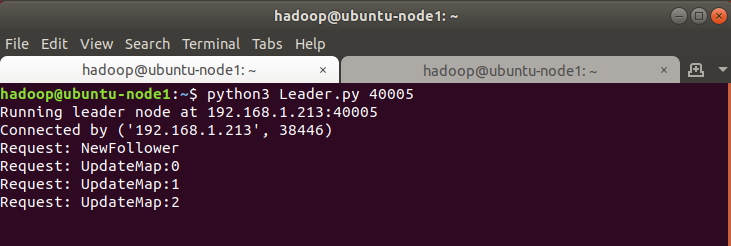 hadoop@ubuntu-node1: ~
File Edit View Search Terminal Tabs Help
hadoop@ubuntu-node1: ~ × hadoop@ubuntu-node1: ~ ×
hadoop@ubuntu-node1:~$ python3 Leader.py 40005
Running leader node at 192.168.1.213:40005
Connected by ('192.168.1.213', 38446)
Request: NewFollower
Request: UpdateMap:0
Request: UpdateMap:1
Request: UpdateMap:2